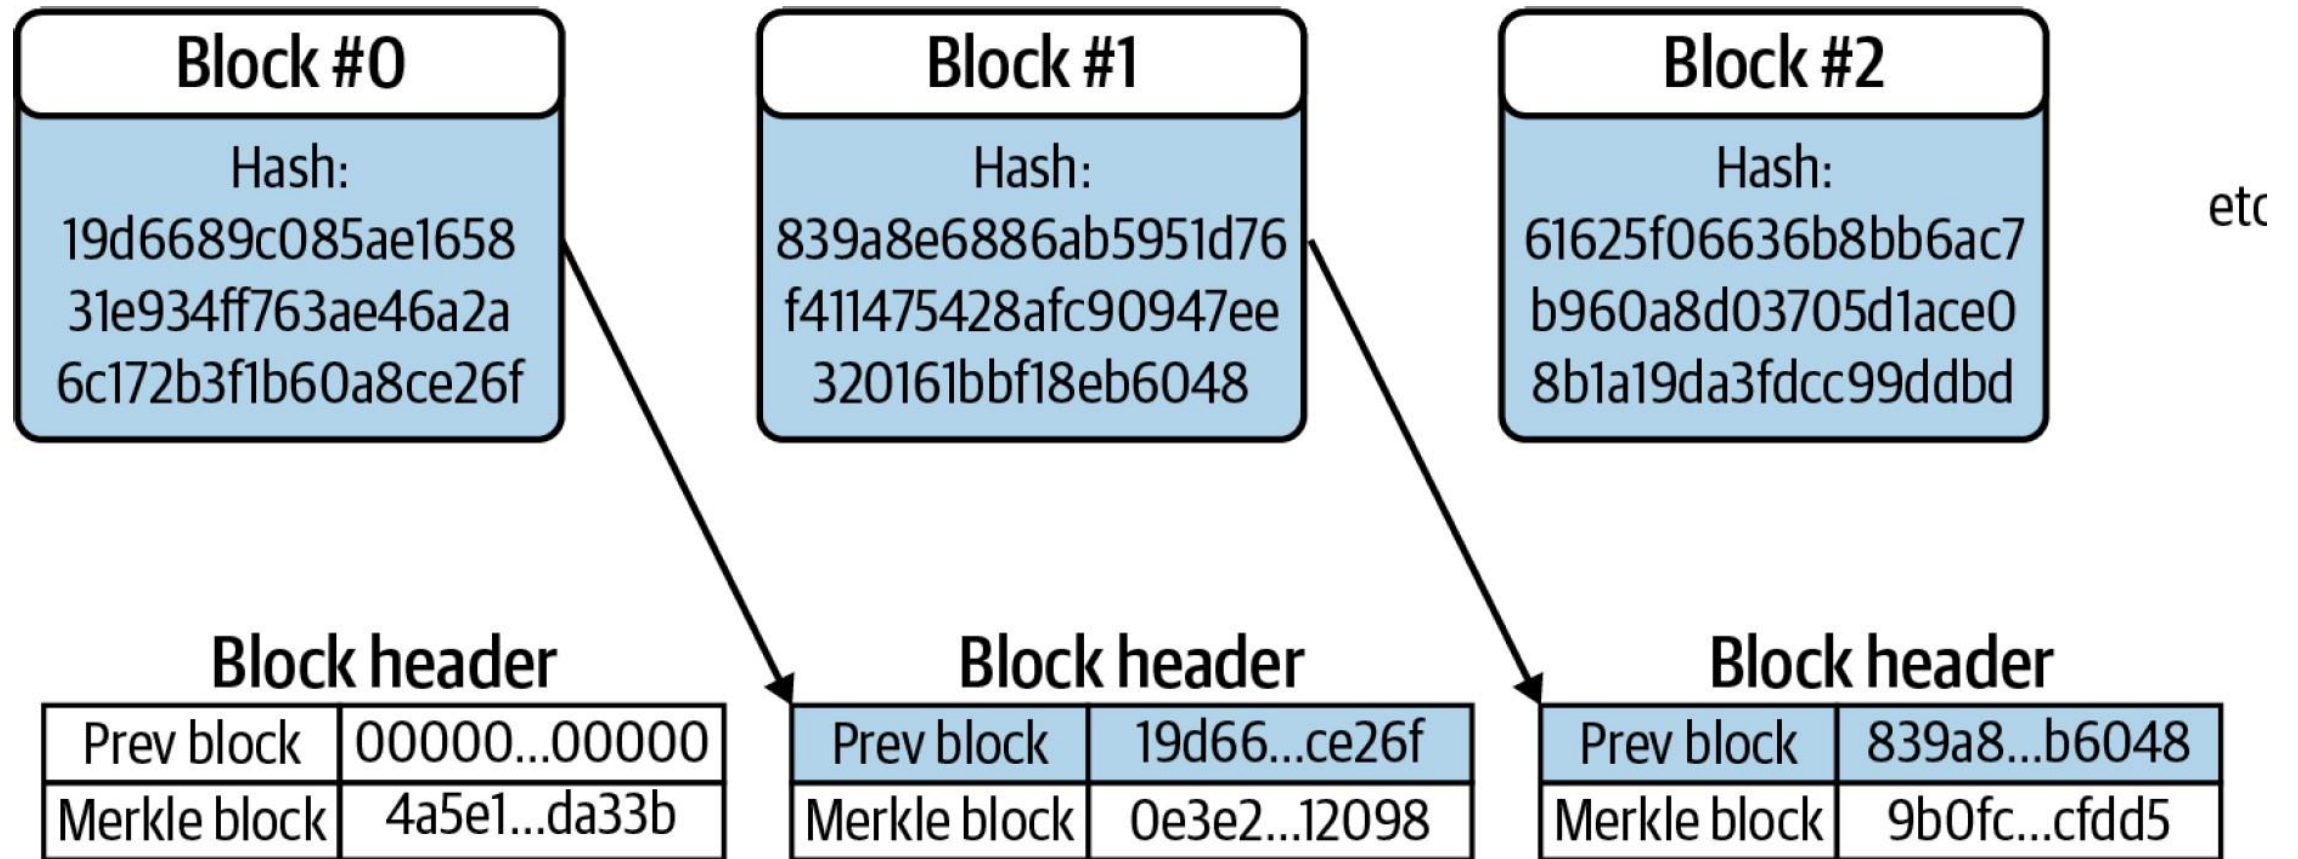 Block #0
Hash:
19d6689c085ae1658
31e934ff763ae46a2a
6c172b3f1b60a8ce26f
Block #1
Hash:
839a8e6886ab5951d76
f411475428afc90947ee
320161bbf18eb6048
Block #2
Hash:
61625f06636b8bb6ac7
b960a8d03705d1ace0
8b1a19da3fdcc99ddbd
etc
Block header
Prev block 00000...00000
Merkle block 4a5e1...da33b
Block header
Prev block 19d66...ce26f
Merkle block 0e3e2...12098
Block header
Prev block 839a8...b6048
Merkle block 9b0fc...cfdd5